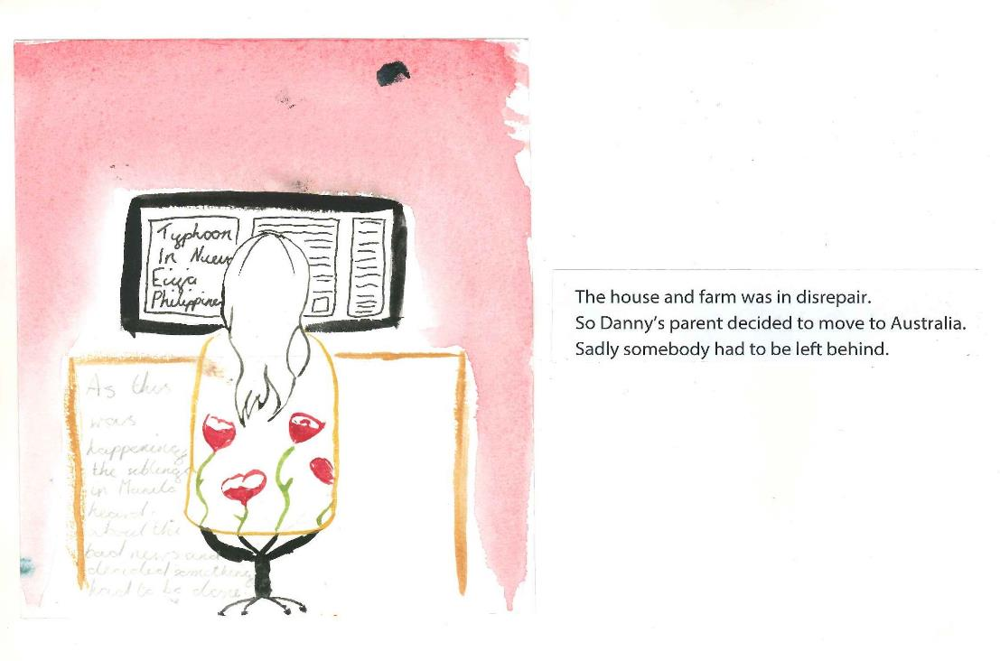 Typhoon
In Nuev
Ecija
Philippine
As this
was
happening
the siblings
in Manila
heard
about the
bad news and
decided something
had to be done
The house and farm was in disrepair.
So Danny’s parent decided to move to Australia.
Sadly somebody had to be left behind.